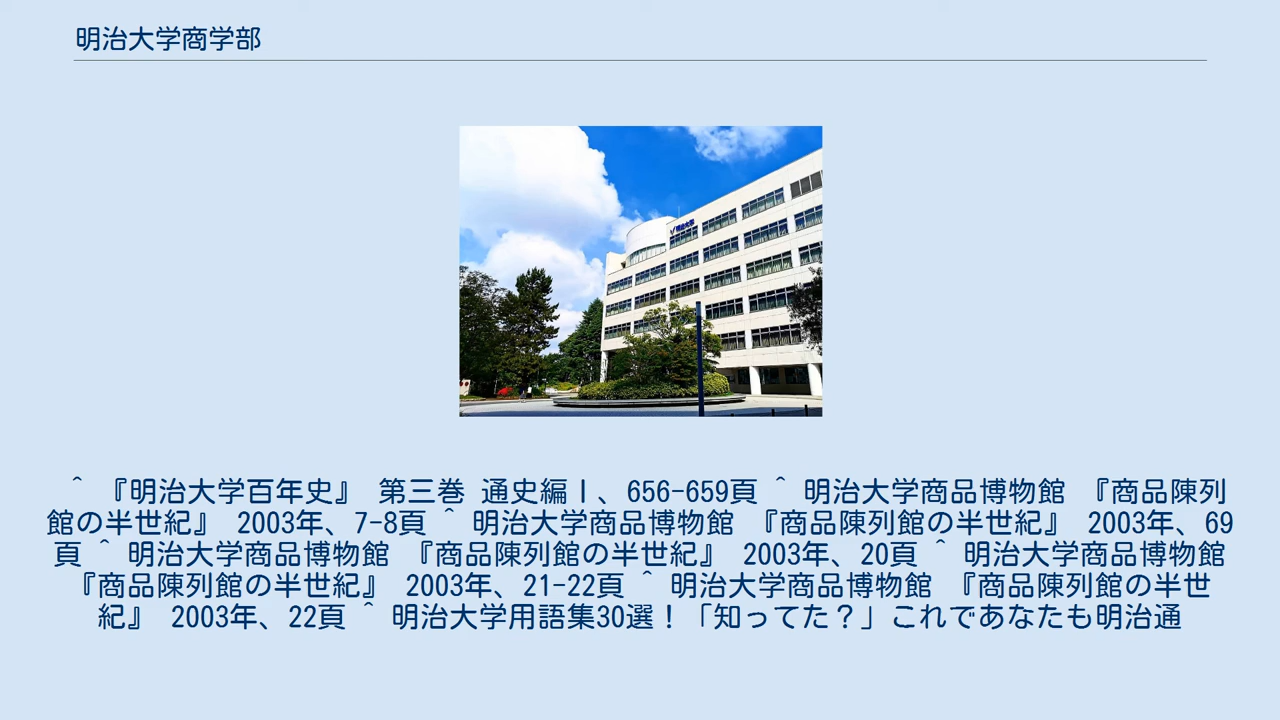 明治大学商学部
明治大学
^ 『明治大学百年史』 第三巻 通史編Ⅰ、656-659頁 ^ 明治大学商品博物館 『商品陳列
館の半世紀』 2003年、7-8頁 ^ 明治大学商品博物館 『商品陳列館の半世紀』 2003年、69
頁 ^ 明治大学商品博物館 『商品陳列館の半世紀』 2003年、20頁 ^ 明治大学商品博物館
『商品陳列館の半世紀』 2003年、21-22頁 ^ 明治大学商品博物館 『商品陳列館の半世
紀』 2003年、22頁 ^ 明治大学用語集30選！「知ってた？」これであなたも明治通